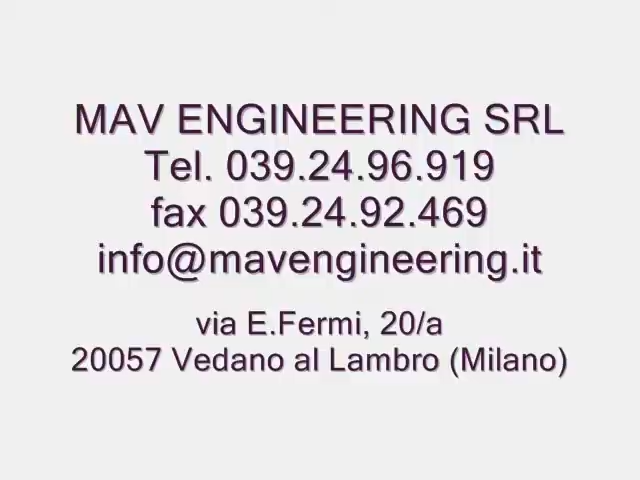 MAV ENGINEERING SRL
Tel. 039.24.96.919
fax 039.24.92.469
info@mavengineering.it
via E.Fermi, 20/a
20057 Vedano al Lambro (Milano)